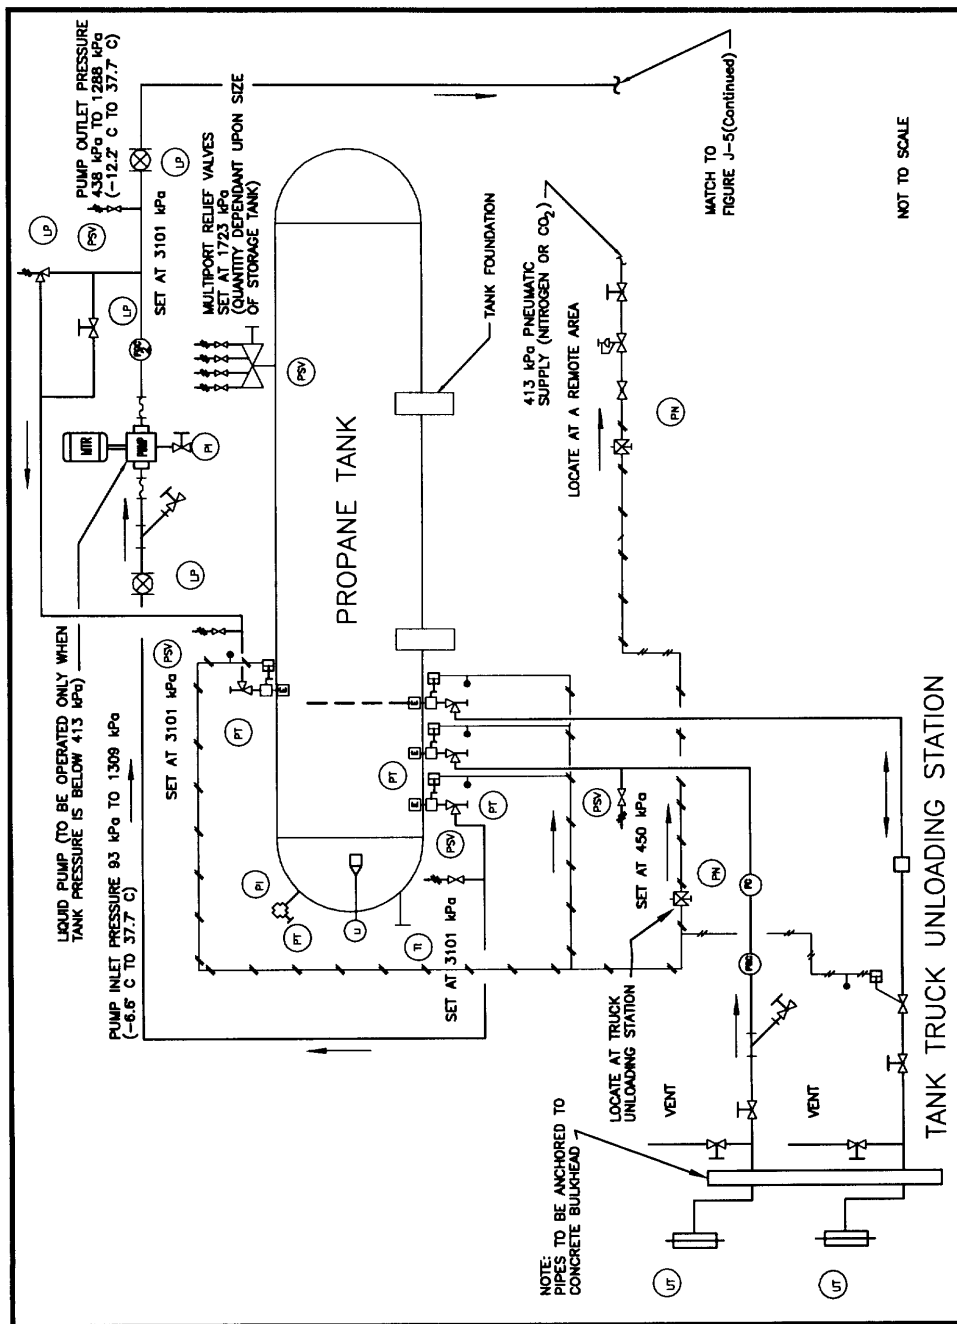 PUMP OUTLET PRESSURE
438 kPa TO 1288 kPa
(-12.2° C TO 37.7° C)
LP
PSV
LP
LP
SET AT 3101 kPa
MULTIPORT RELIEF VALVES
SET AT 1723 kPa
(QUANTITY DEPENDANT UPON SIZE
OF STORAGE TANK)
PSV
MTR
PUMP
PI
LP
LIQUID PUMP (TO BE OPERATED ONLY WHEN
TANK PRESSURE IS BELOW 413 kPa)
PUMP INLET PRESSURE 93 kPa TO 1309 kPa
(-6.6° C TO 37.7° C)
PSV
SET AT 3101 kPa
PT
E
PROPANE TANK
TANK FOUNDATION
E
E
E
PT
PT
PSV
PI
PT
LI
TI
SET AT 3101 kPa
413 kPa PNEUMATIC
SUPPLY (NITROGEN OR CO2)
LOCATE AT A REMOTE AREA
PN
MATCH TO
FIGURE J-5(Continued)
NOT TO SCALE
PSV
SET AT 450 kPa
PN
LOCATE AT TRUCK
UNLOADING STATION
FC
VENT
VENT
NOTE:
PIPES TO BE ANCHORED TO
CONCRETE BULKHEAD
UT
UT
TANK TRUCK UNLOADING STATION